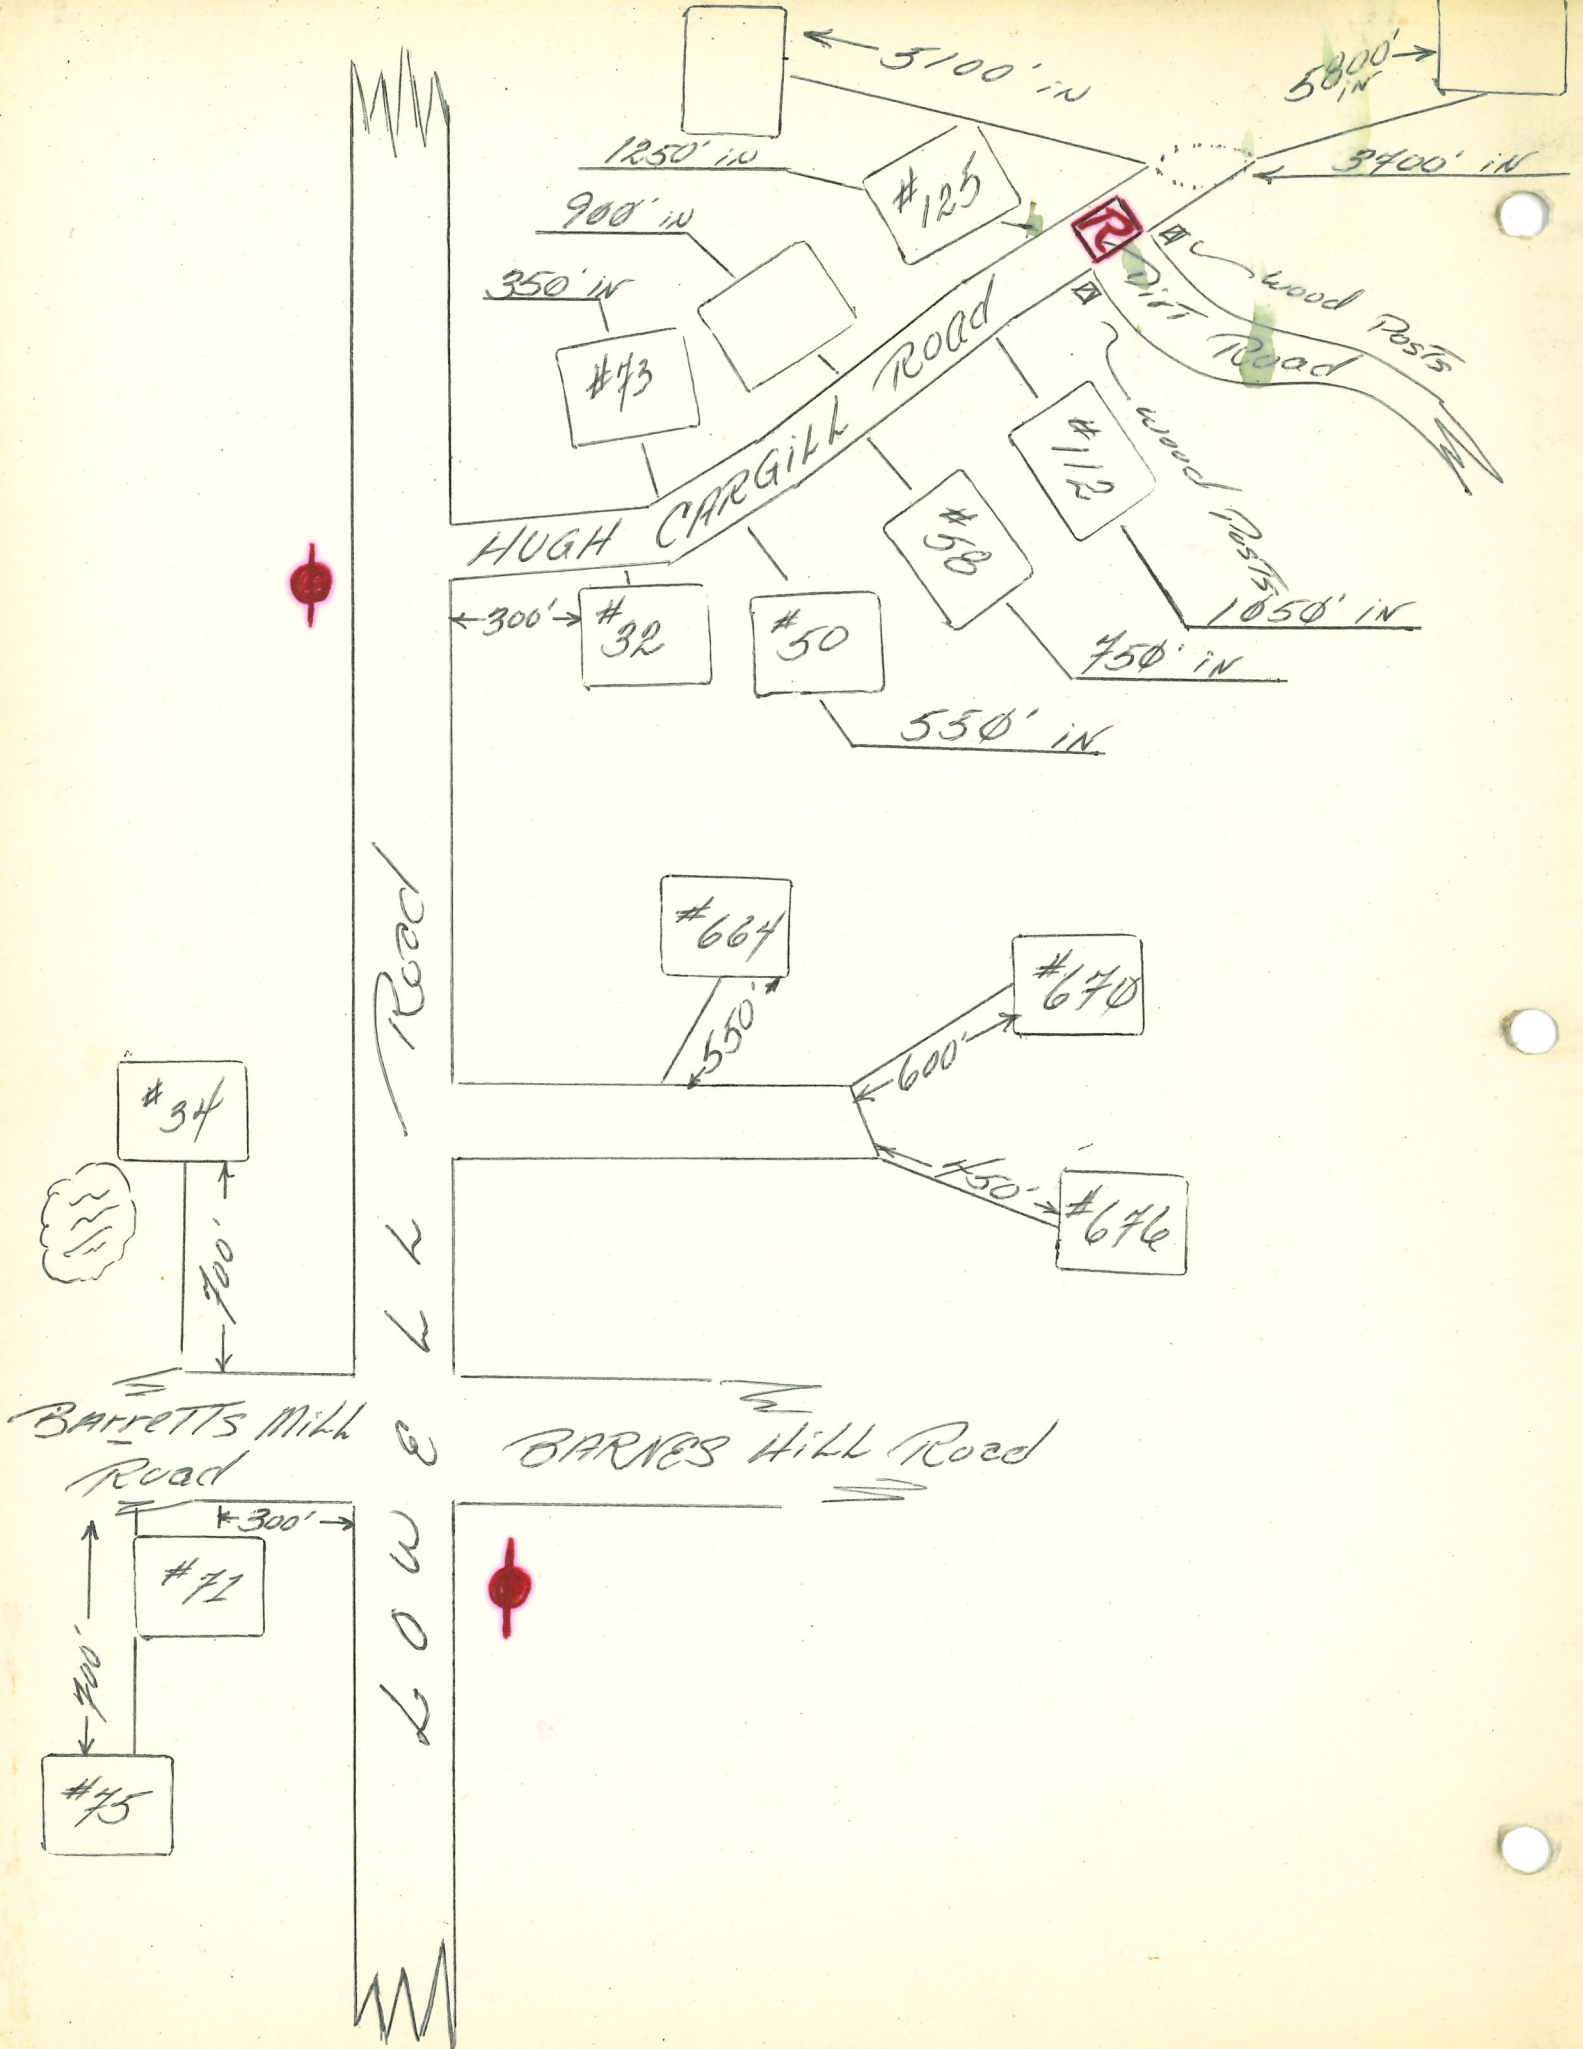 5100' iN
5800'
iN
1250' iN
#125
3700' iN
900' iN
R
350' iN
Wood Posts
Dirt Road
#73
HUGH CARGiLL Road
#112
Wood Posts
#58
1050' iN
300'
#32
#50
750' iN
550' iN
#664
550'
#670
600'
#34
450'
#676
700'
LOWELL Road
Barretts Mill
Road
BARNES HiLL Road
300'
#71
700'
#75